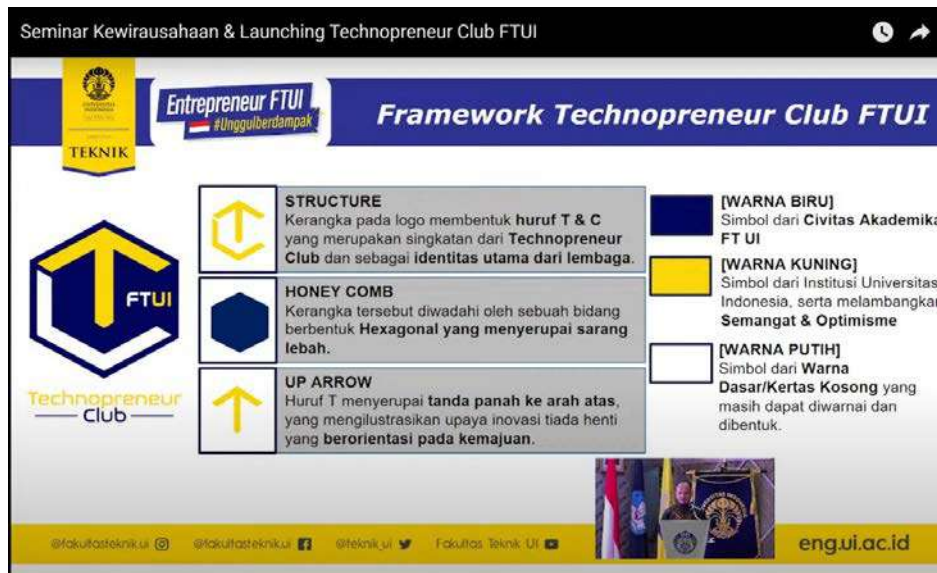 Seminar Kewirausahaan & Launching Technopreneur Club FTUI
TEKNIK
Entrepreneur FTUI
#Unggulberdampak
Framework Technopreneur Club FTUI
FTUI
Technopreneur
Club
STRUCTURE
Kerangka pada logo membentuk huruf T & C
yang merupakan singkatan dari Technopreneur
Club dan sebagai identitas utama dari lembaga.
HONEY COMB
Kerangka tersebut diwadahi oleh sebuah bidang
berbentuk Hexagonal yang menyerupai sarang
lebah.
UP ARROW
Huruf T menyerupai tanda panah ke arah atas,
yang mengilustrasikan upaya inovasi tiada henti
yang berorientasi pada kemajuan.
[WARNA BIRU]
Simbol dari Civitas Akademika
FT UI
[WARNA KUNING]
Simbol dari Institusi Universitas
Indonesia, serta melambangkan
Semangat & Optimisme
[WARNA PUTIH]
Simbol dari Warna
Dasar/Kertas Kosong yang
masih dapat diwarnai dan
dibentuk.
@fakultasteknik.ui @fakultasteknik.ui @teknik_ui Fakultas Teknik UI
eng.ui.ac.id